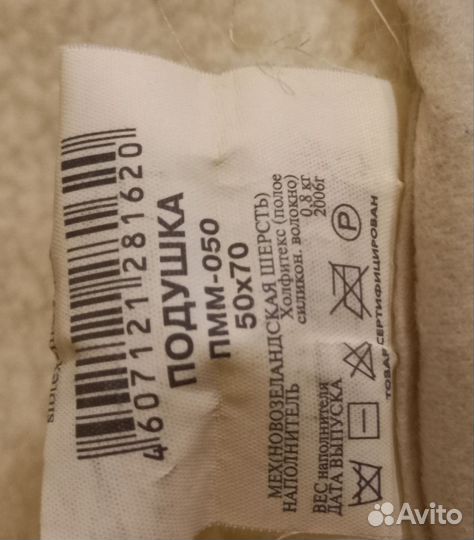 4607121281620
ПОДУШКА
ПММ-050
50x70
МЕХ(НОВОЗЕЛАНДСКАЯ ШЕРСТЬ)
НАПОЛНИТЕЛЬ Холфитекс (полое
силикон. волокно)
ВЕС наполнителя 0,8 кг
ДАТА ВЫПУСКА 2006г
P
ТОВАР СЕРТИФИЦИРОВАН
Avito